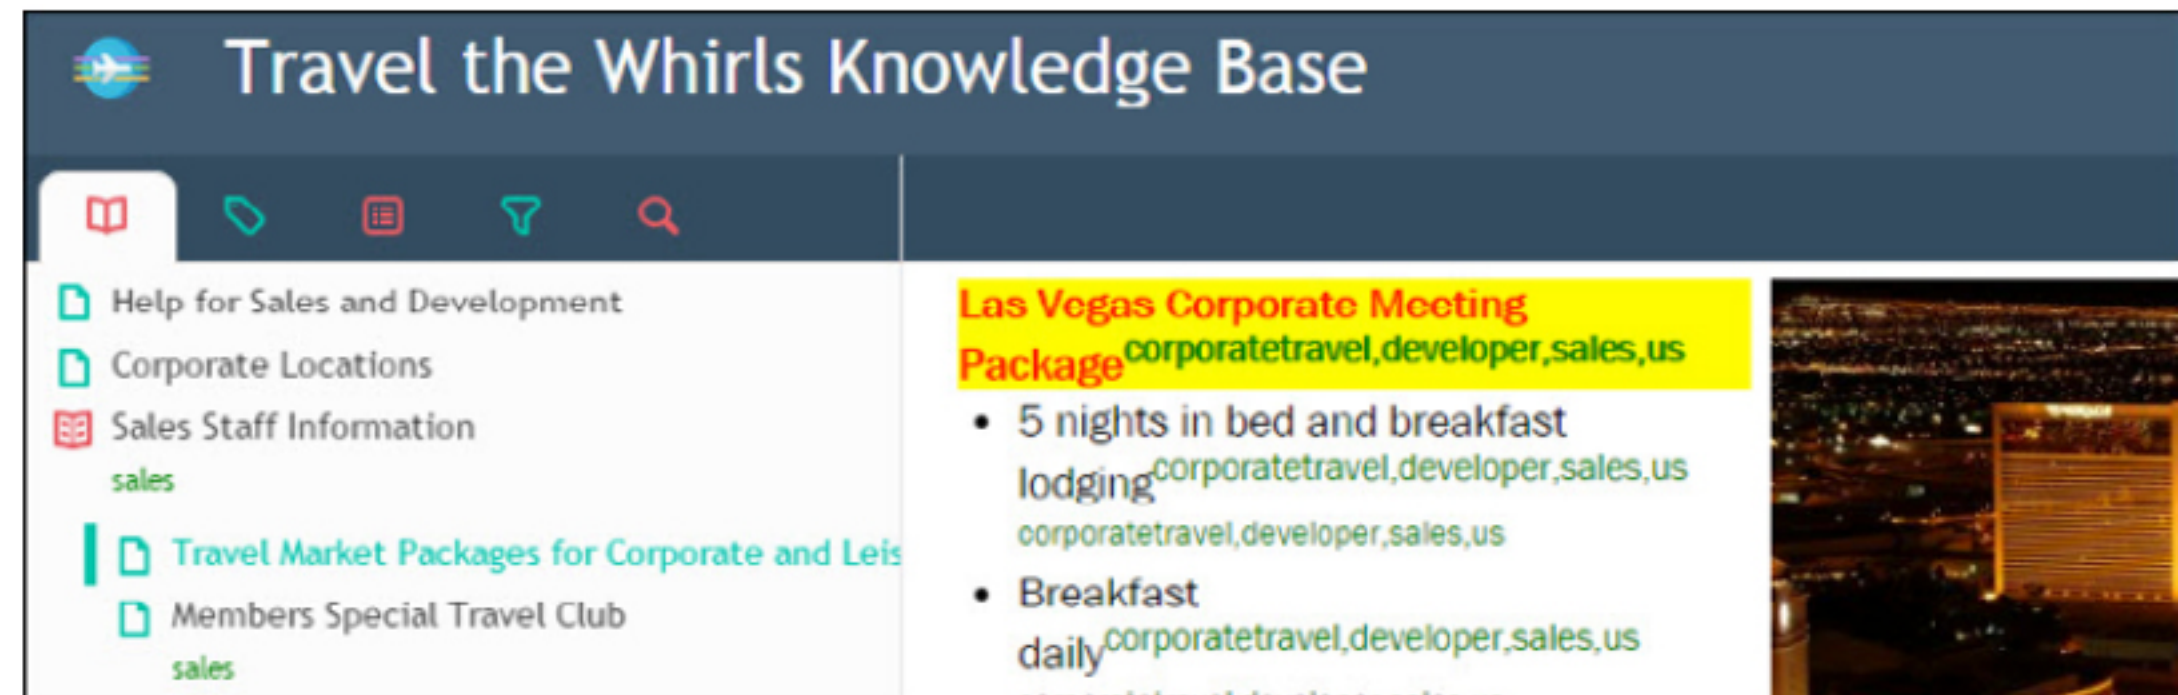 Travel the Whirls Knowledge Base
Help for Sales and Development
Corporate Locations
Sales Staff Information
sales
Travel Market Packages for Corporate and Leis
Members Special Travel Club
sales
Las Vegas Corporate Meeting
Packagecorporatetravel,developer,sales,us
• 5 nights in bed and breakfast
lodgingcorporatetravel,developer,sales,us
corporatetravel,developer,sales,us
• Breakfast
dailycorporatetravel,developer,sales,us